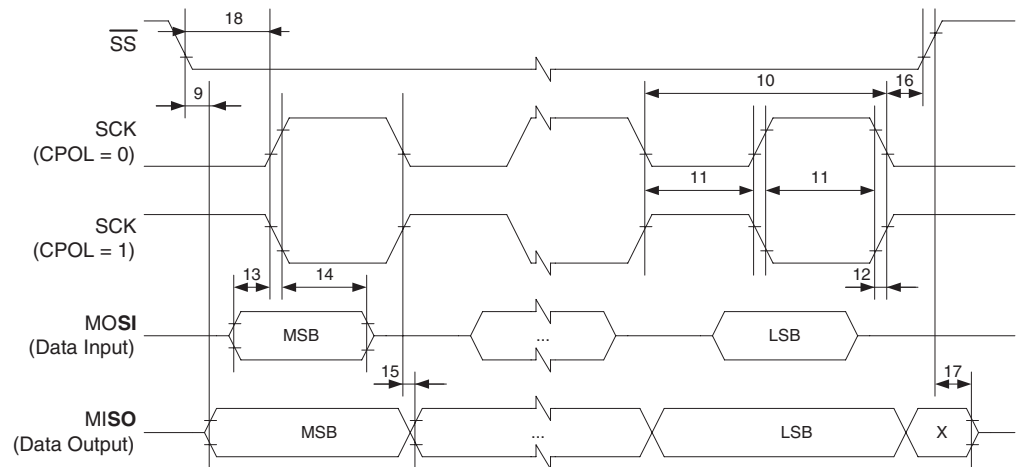 18
SS
10
9
16
SCK
(CPOL = 0)
11
11
SCK
(CPOL = 1)
13
14
12
MOSI
(Data Input)
MSB
...
LSB
15
17
MISO
(Data Output)
MSB
...
LSB
X